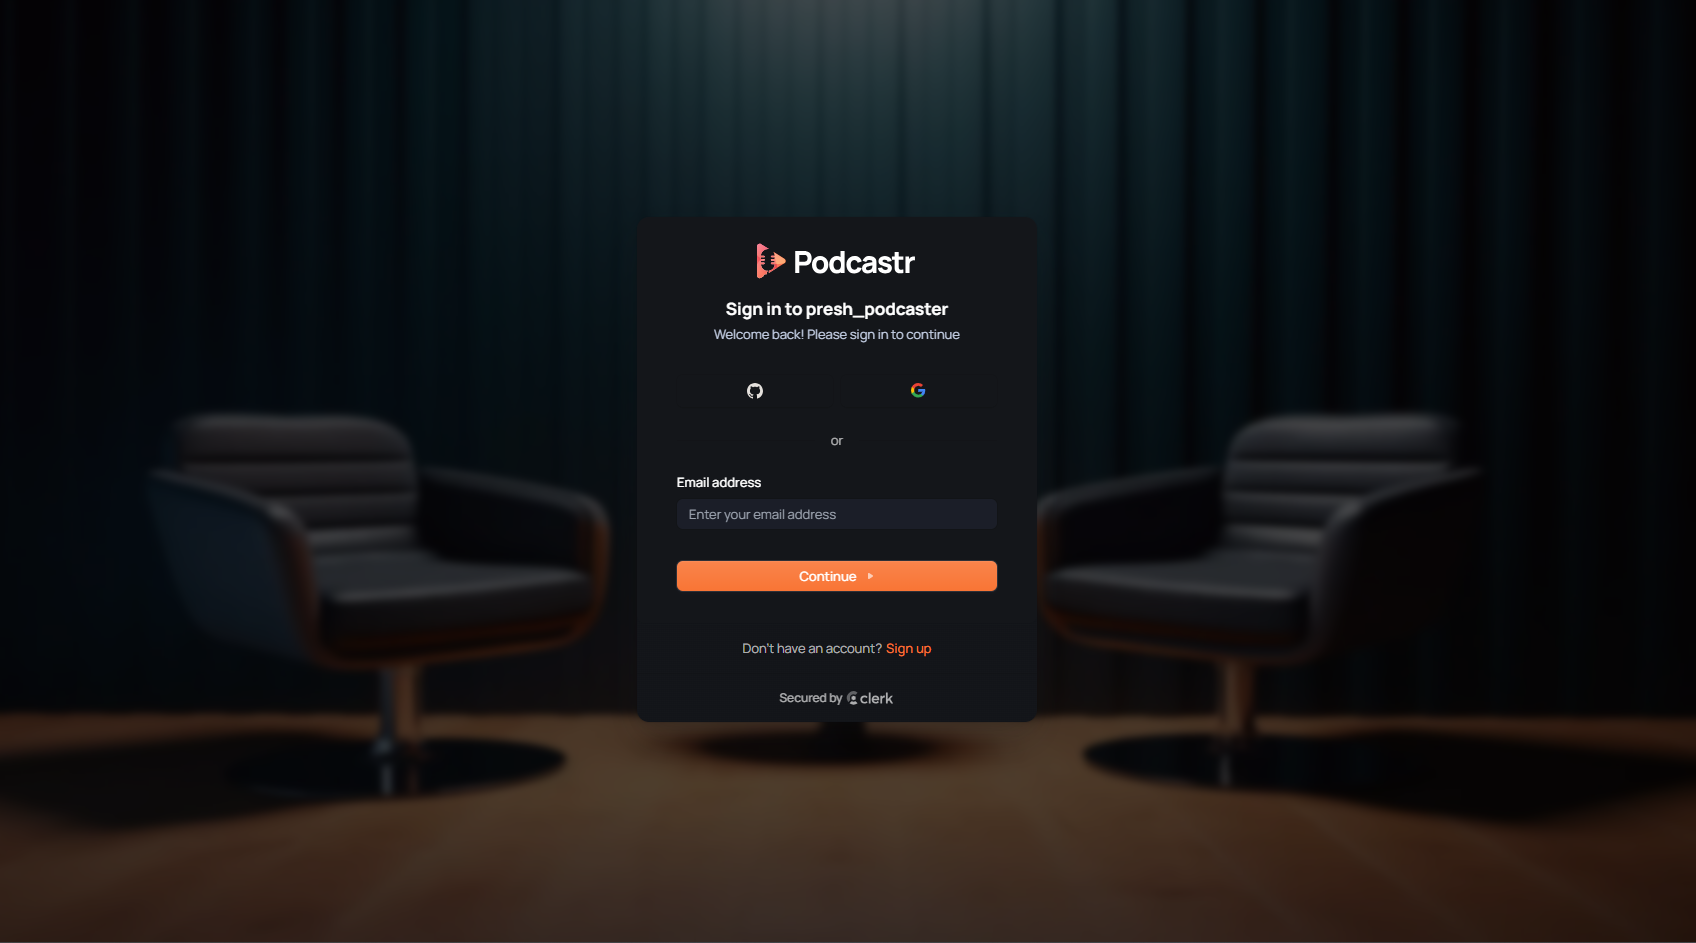 Podcastr
Sign in to presh_podcaster
Welcome back! Please sign in to continue
or
Email address
Enter your email address
Continue
Don't have an account? Sign up
Secured by clerk